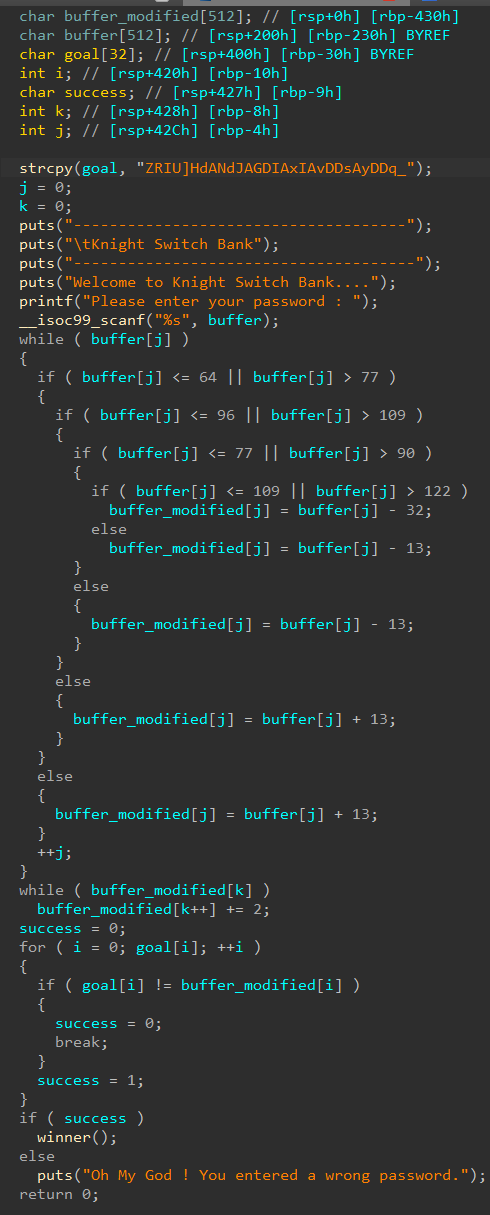 char buffer_modified[512]; // [rsp+0h] [rbp-430h]
char buffer[512]; // [rsp+200h] [rbp-230h] BYREF
char goal[32]; // [rsp+400h] [rbp-30h] BYREF
int i; // [rsp+420h] [rbp-10h]
char success; // [rsp+427h] [rbp-9h]
int k; // [rsp+428h] [rbp-8h]
int j; // [rsp+42Ch] [rbp-4h]
strcpy(goal, "ZRIU]HdANdJAGDIAxIAvDDsAyDDq_");
j = 0;
k = 0;
puts("-------------------------------------");
puts("\tKnight Switch Bank");
puts("--------------------------------------");
puts("Welcome to Knight Switch Bank....");
printf("Please enter your password : ");
__isoc99_scanf("%s", buffer);
while ( buffer[j] )
{
if ( buffer[j] <= 64 || buffer[j] > 77 )
{
if ( buffer[j] <= 96 || buffer[j] > 109 )
{
if ( buffer[j] <= 77 || buffer[j] > 90 )
{
if ( buffer[j] <= 109 || buffer[j] > 122 )
buffer_modified[j] = buffer[j] - 32;
else
buffer_modified[j] = buffer[j] - 13;
}
else
{
buffer_modified[j] = buffer[j] - 13;
}
}
else
{
buffer_modified[j] = buffer[j] + 13;
}
}
else
{
buffer_modified[j] = buffer[j] + 13;
}
++j;
}
while ( buffer_modified[k] )
buffer_modified[k++] += 2;
success = 0;
for ( i = 0; goal[i]; ++i )
{
if ( goal[i] != buffer_modified[i] )
{
success = 0;
break;
}
success = 1;
}
if ( success )
winner();
else
puts("Oh My God ! You entered a wrong password.");
return 0;